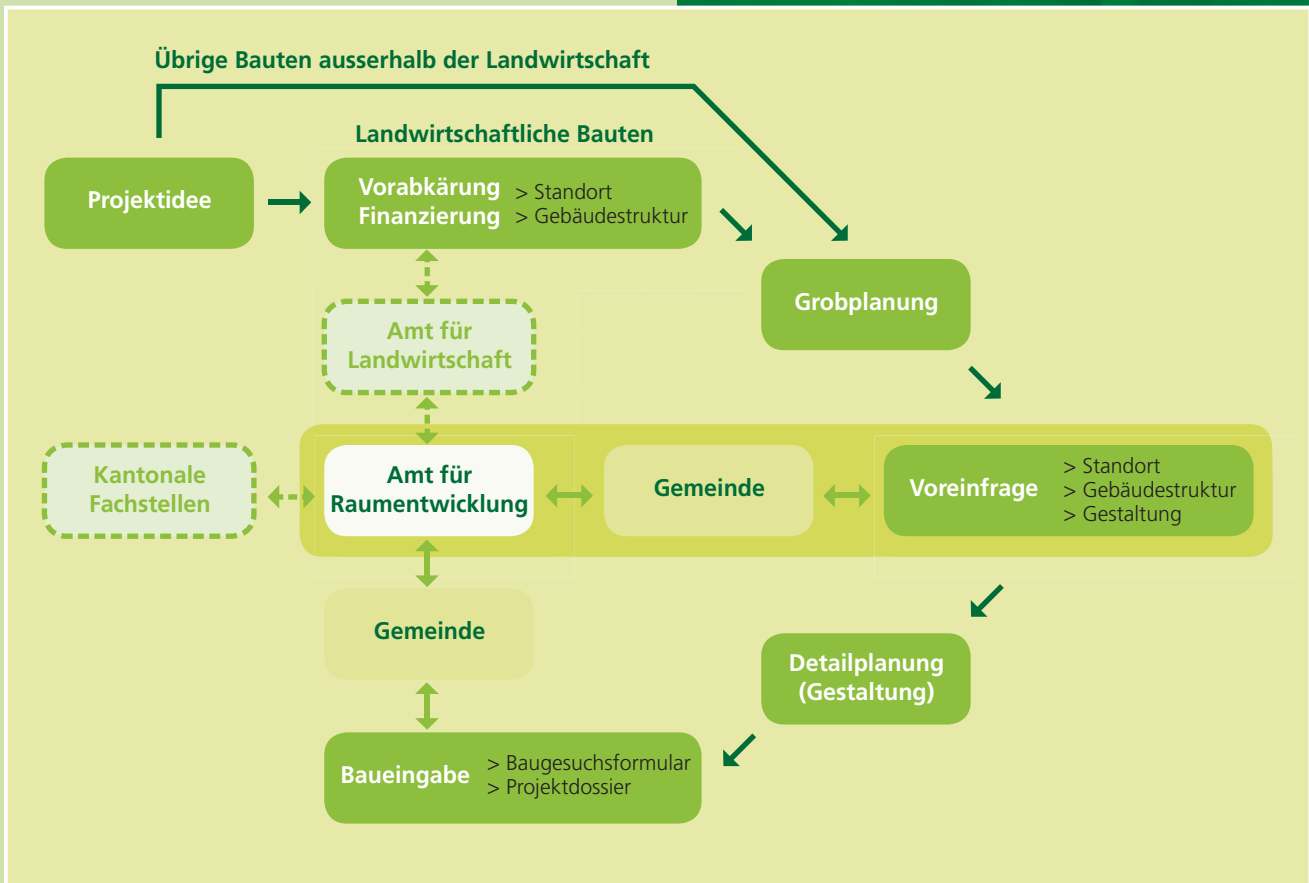 Übrige Bauten ausserhalb der Landwirtschaft
Landwirtschaftliche Bauten
Projektidee
Vorabkärung
Finanzierung
> Standort
> Gebäudestruktur
Grobplanung
Amt für
Landwirtschaft
Kantonale
Fachstellen
Amt für
Raumentwicklung
Gemeinde
Voreinfrage
> Standort
> Gebäudestruktur
> Gestaltung
Gemeinde
Detailplanung
(Gestaltung)
Baueingabe
> Baugesuchsformular
> Projektdossier